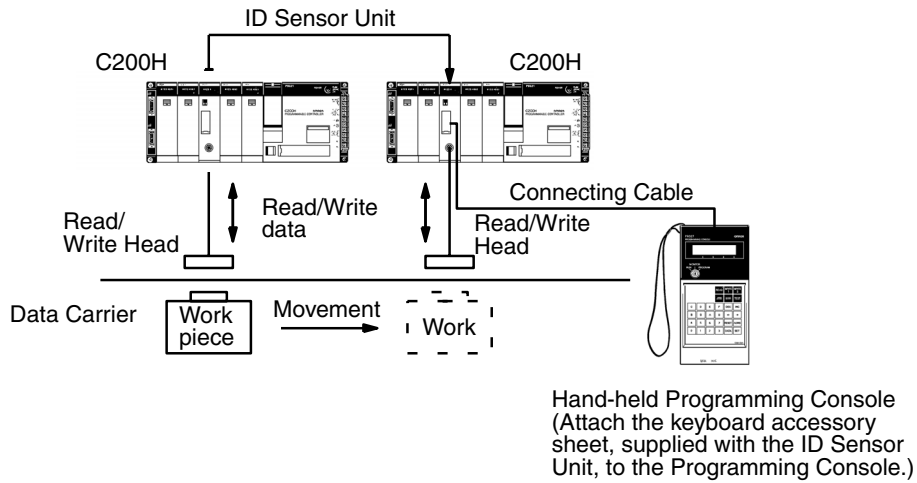 ID Sensor Unit
C200H
C200H
Connecting Cable
Read/
Write Head
Read/Write
data
Read/Write
Head
Data Carrier
Work
piece
Movement
Work
Hand-held Programming Console
(Attach the keyboard accessory
sheet, supplied with the ID Sensor
Unit, to the Programming Console.)